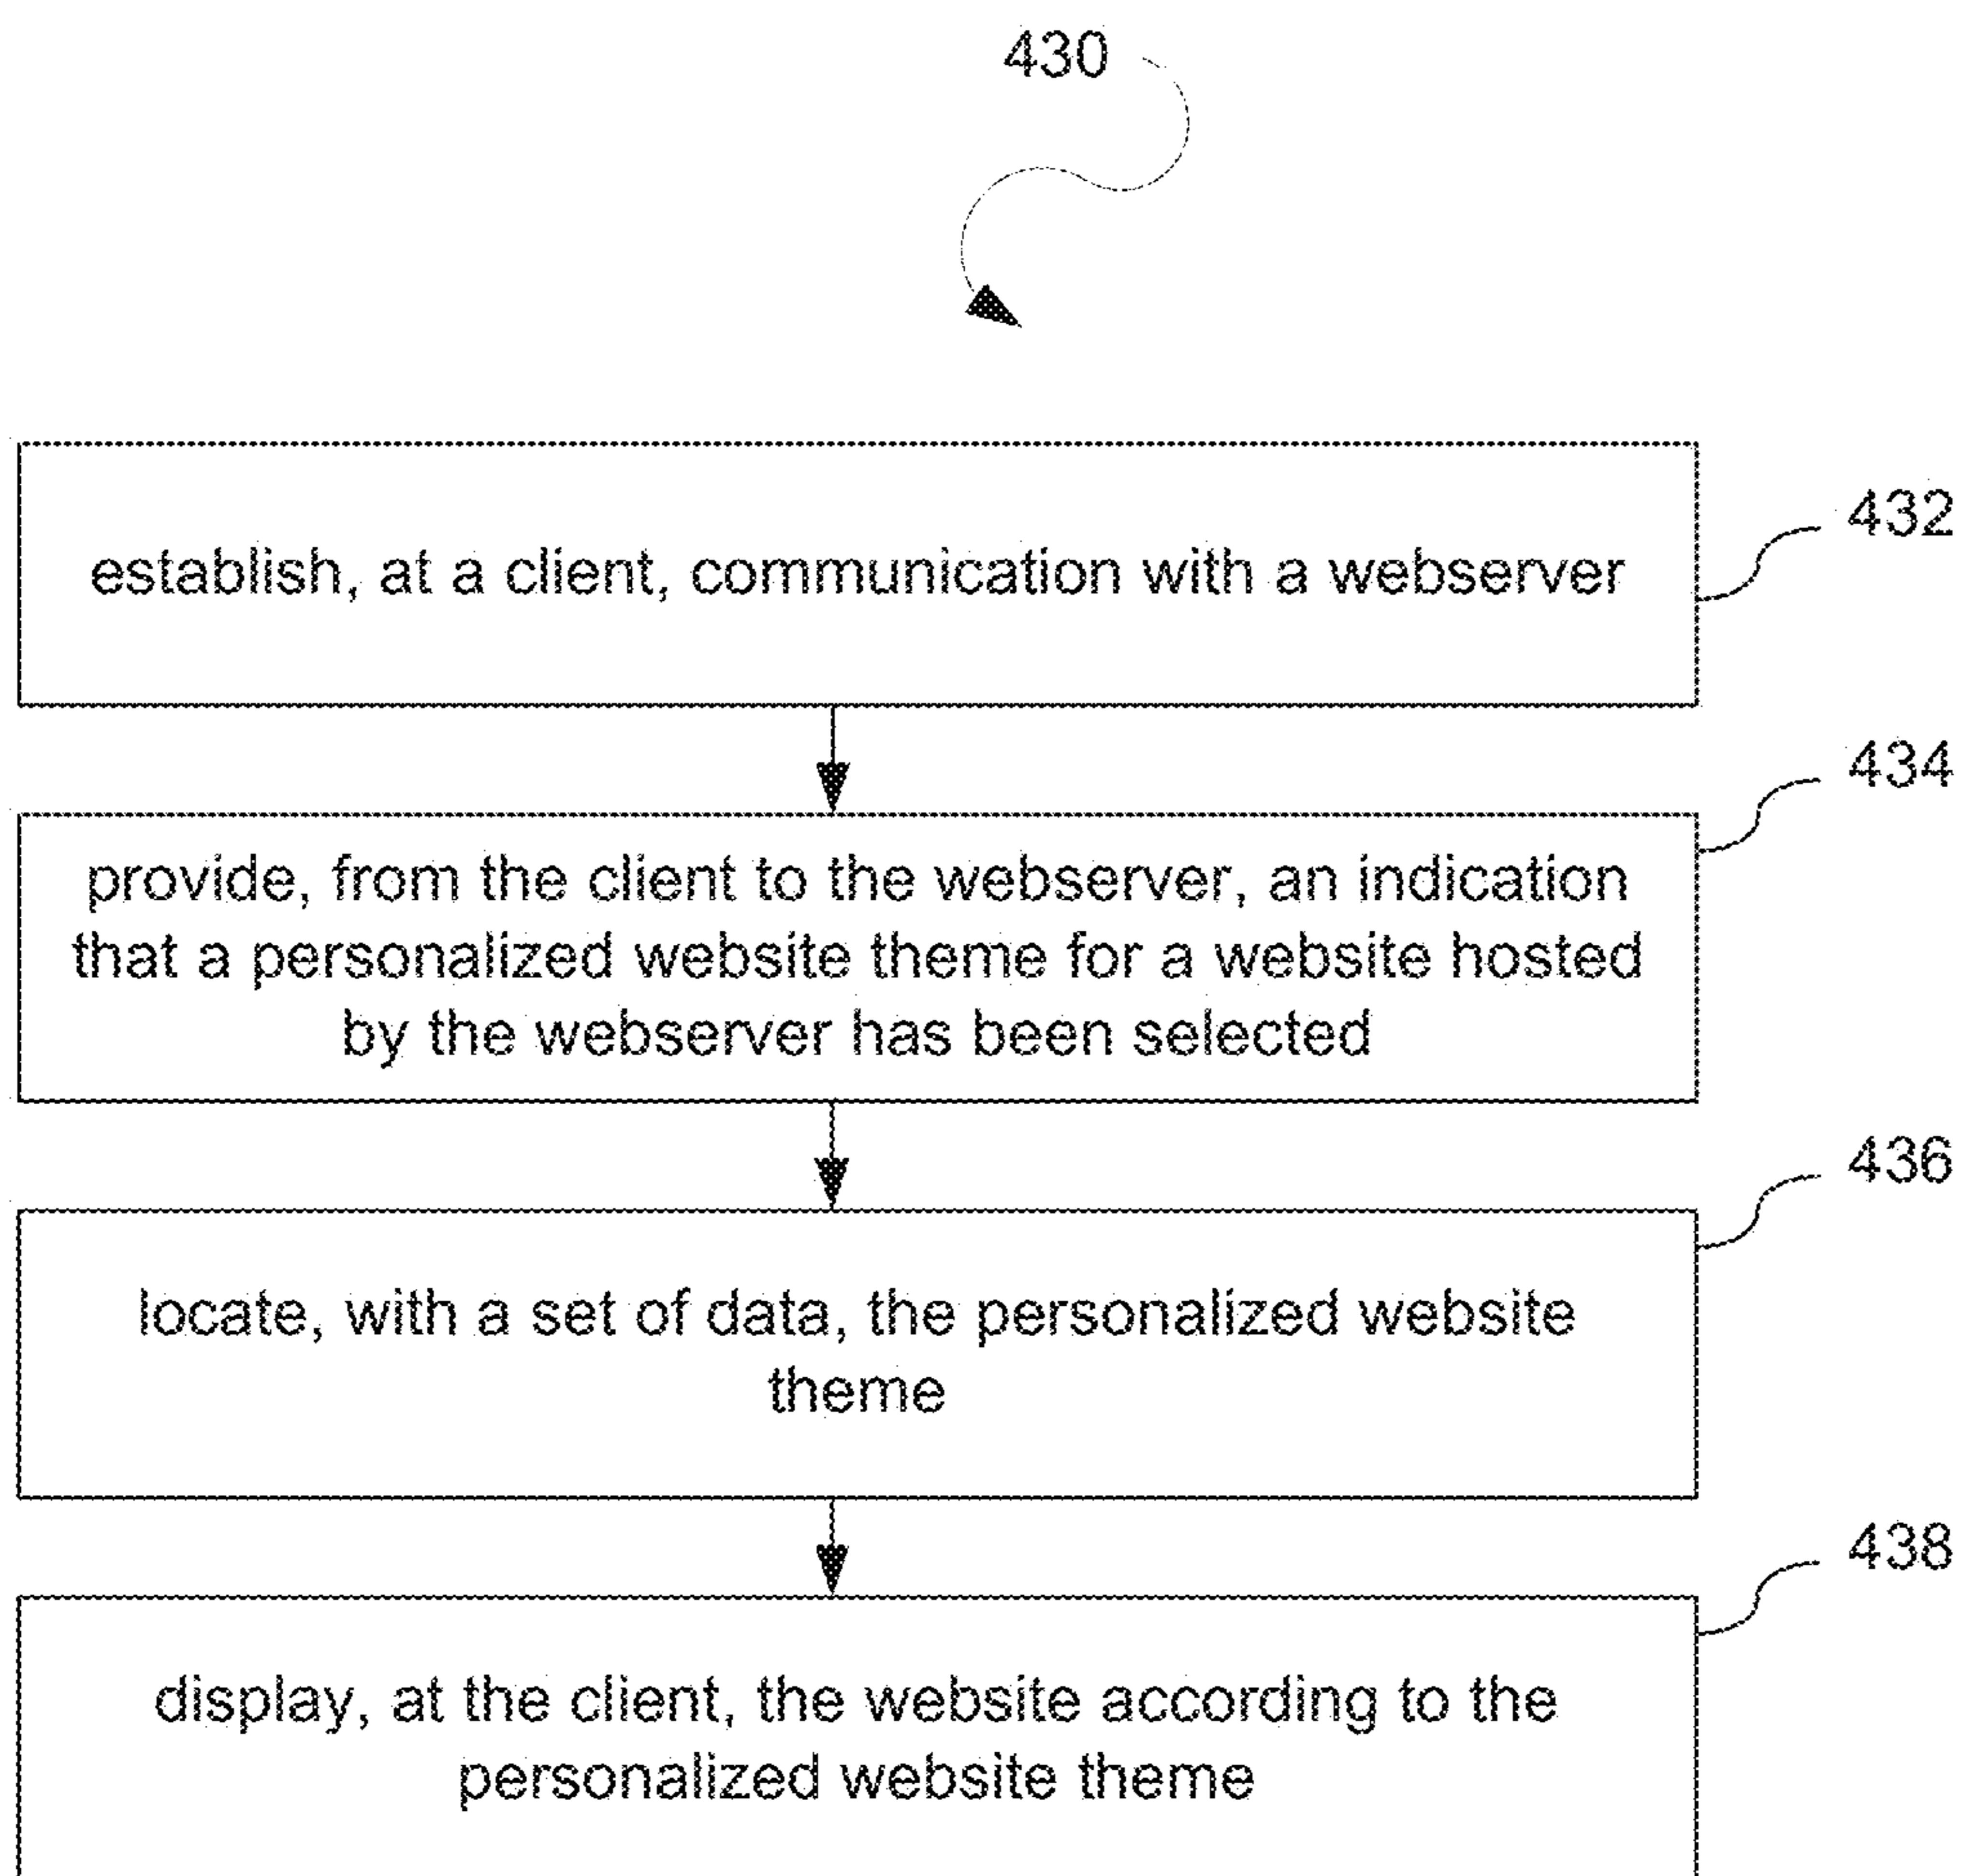 430
432
establish, at a client, communication with a webserver
434
provide, from the client to the webserver, an indication
that a personalized website theme for a website hosted
by the webserver has been selected
436
locate, with a set of data, the personalized website
theme
438
display, at the client, the website according to the
personalized website theme